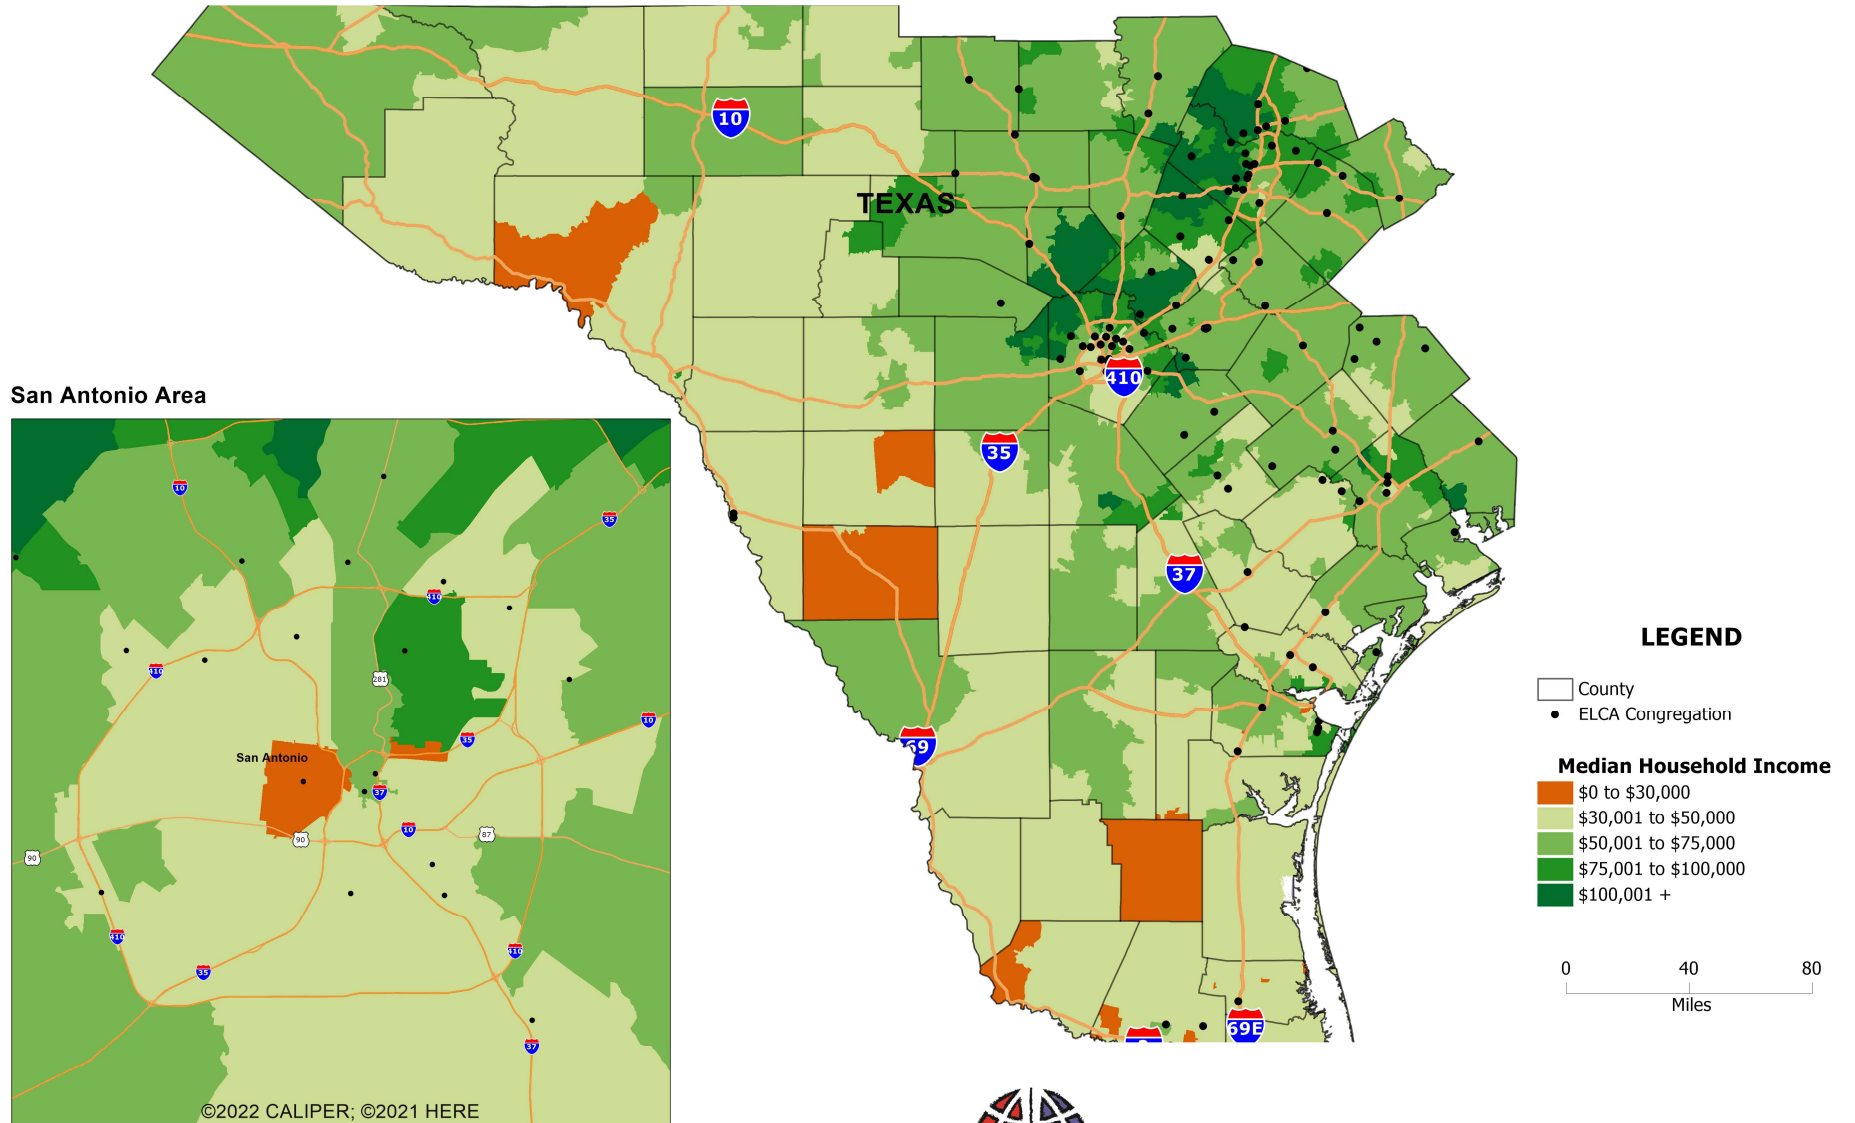 10
TEXAS
410
San Antonio Area
35
10
35
37
410
LEGEND
County
ELCA Congregation
410
281
10
35
69
San Antonio
Median Household Income
$0 to $30,000
37
$30,001 to $50,000
10
87
90
$50,001 to $75,000
90
$75,001 to $100,000
$100,001 +
410
410
35
0 40 80
Miles
69E
37
©2022 CALIPER; ©2021 HERE